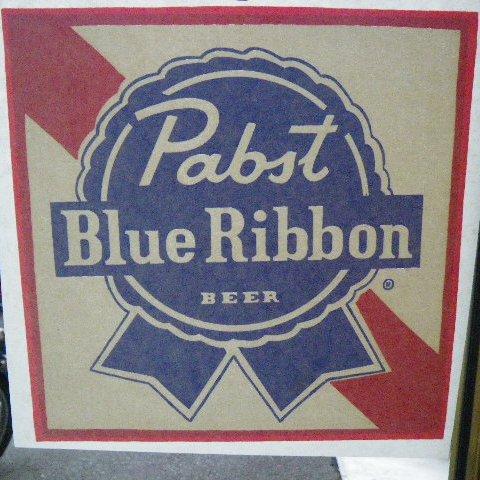 Pabst
Blue Ribbon
BEER
®